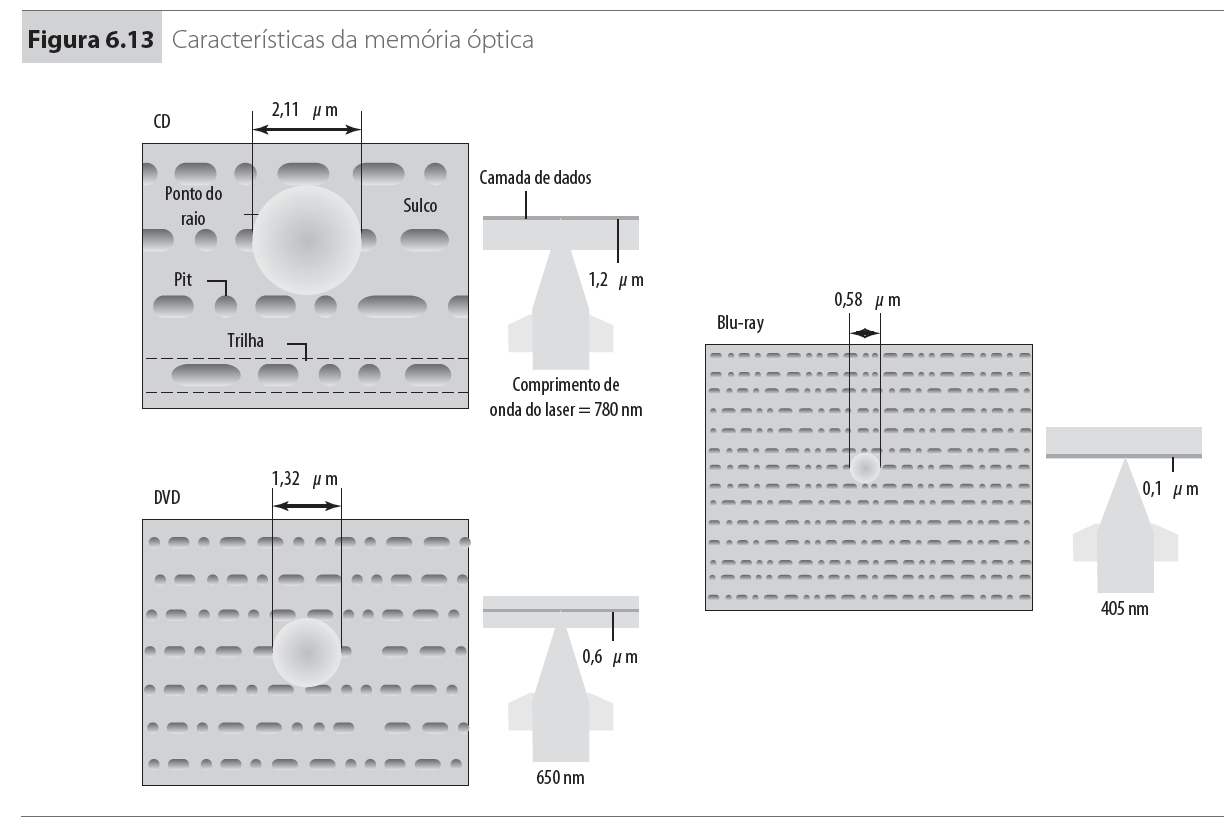 Figura 6.13 Características da memória óptica
CD
2,11 μm
Ponto do
raio
Sulco
Pit
Trilha
Camada de dados
1,2 μm
Comprimento de
onda do laser = 780 nm
DVD
1,32 μm
0,6 μm
650 nm
Blu-ray
0,58 μm
0,1 μm
405 nm